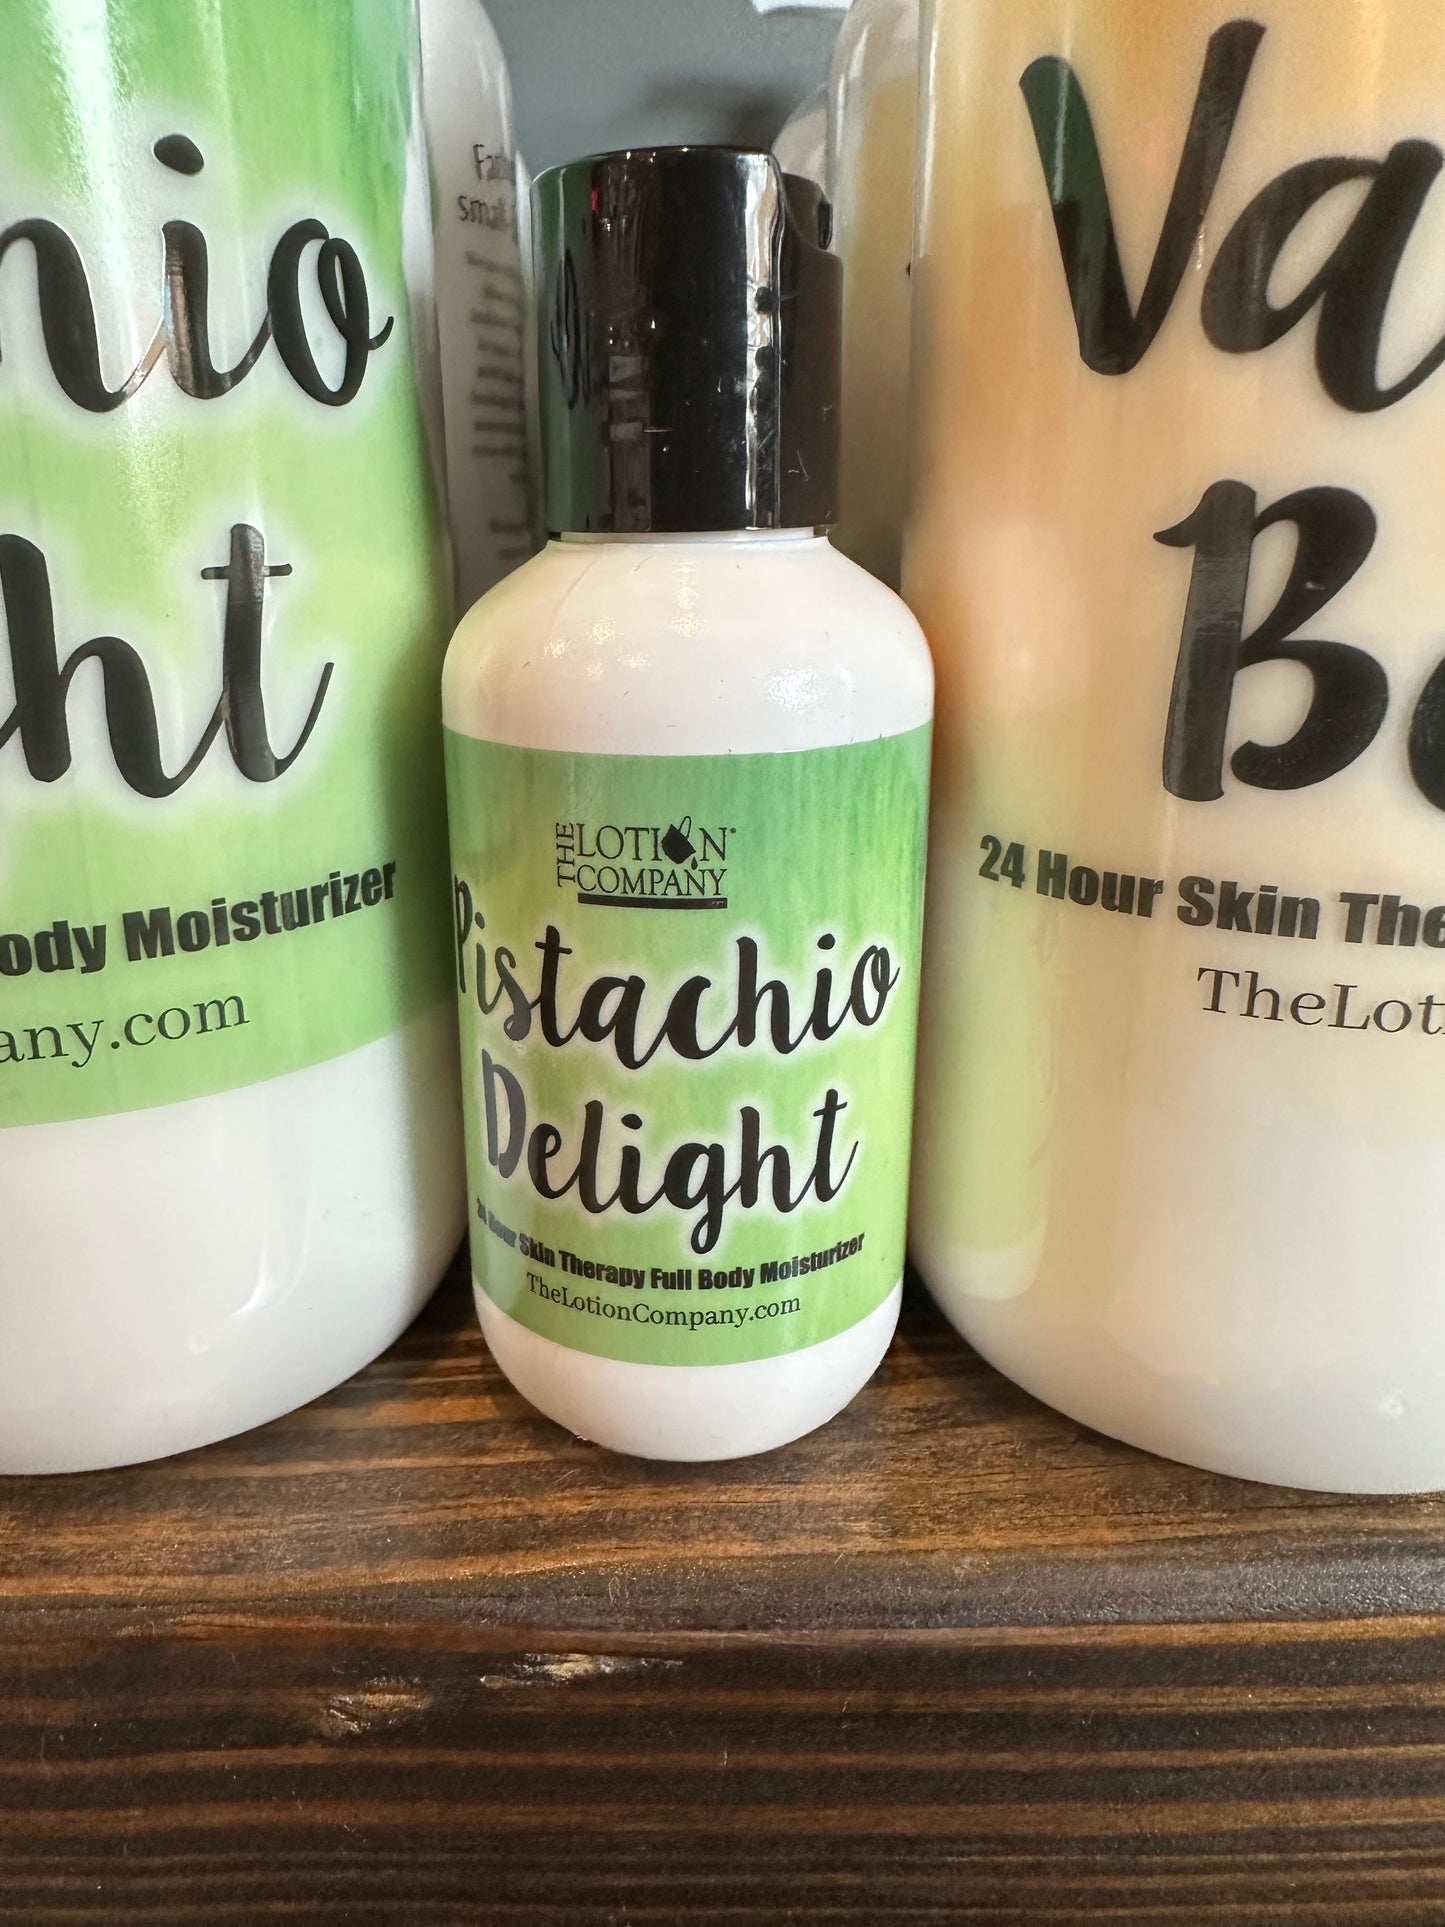 nio
ht
ody Moisturizer
any.com
small
THE
LOTION
COMPANY
Pistachio
Delight
24 Hour Skin Therapy Full Body Moisturizer
TheLotionCompany.com
Va
B
24 Hour Skin The
TheLot